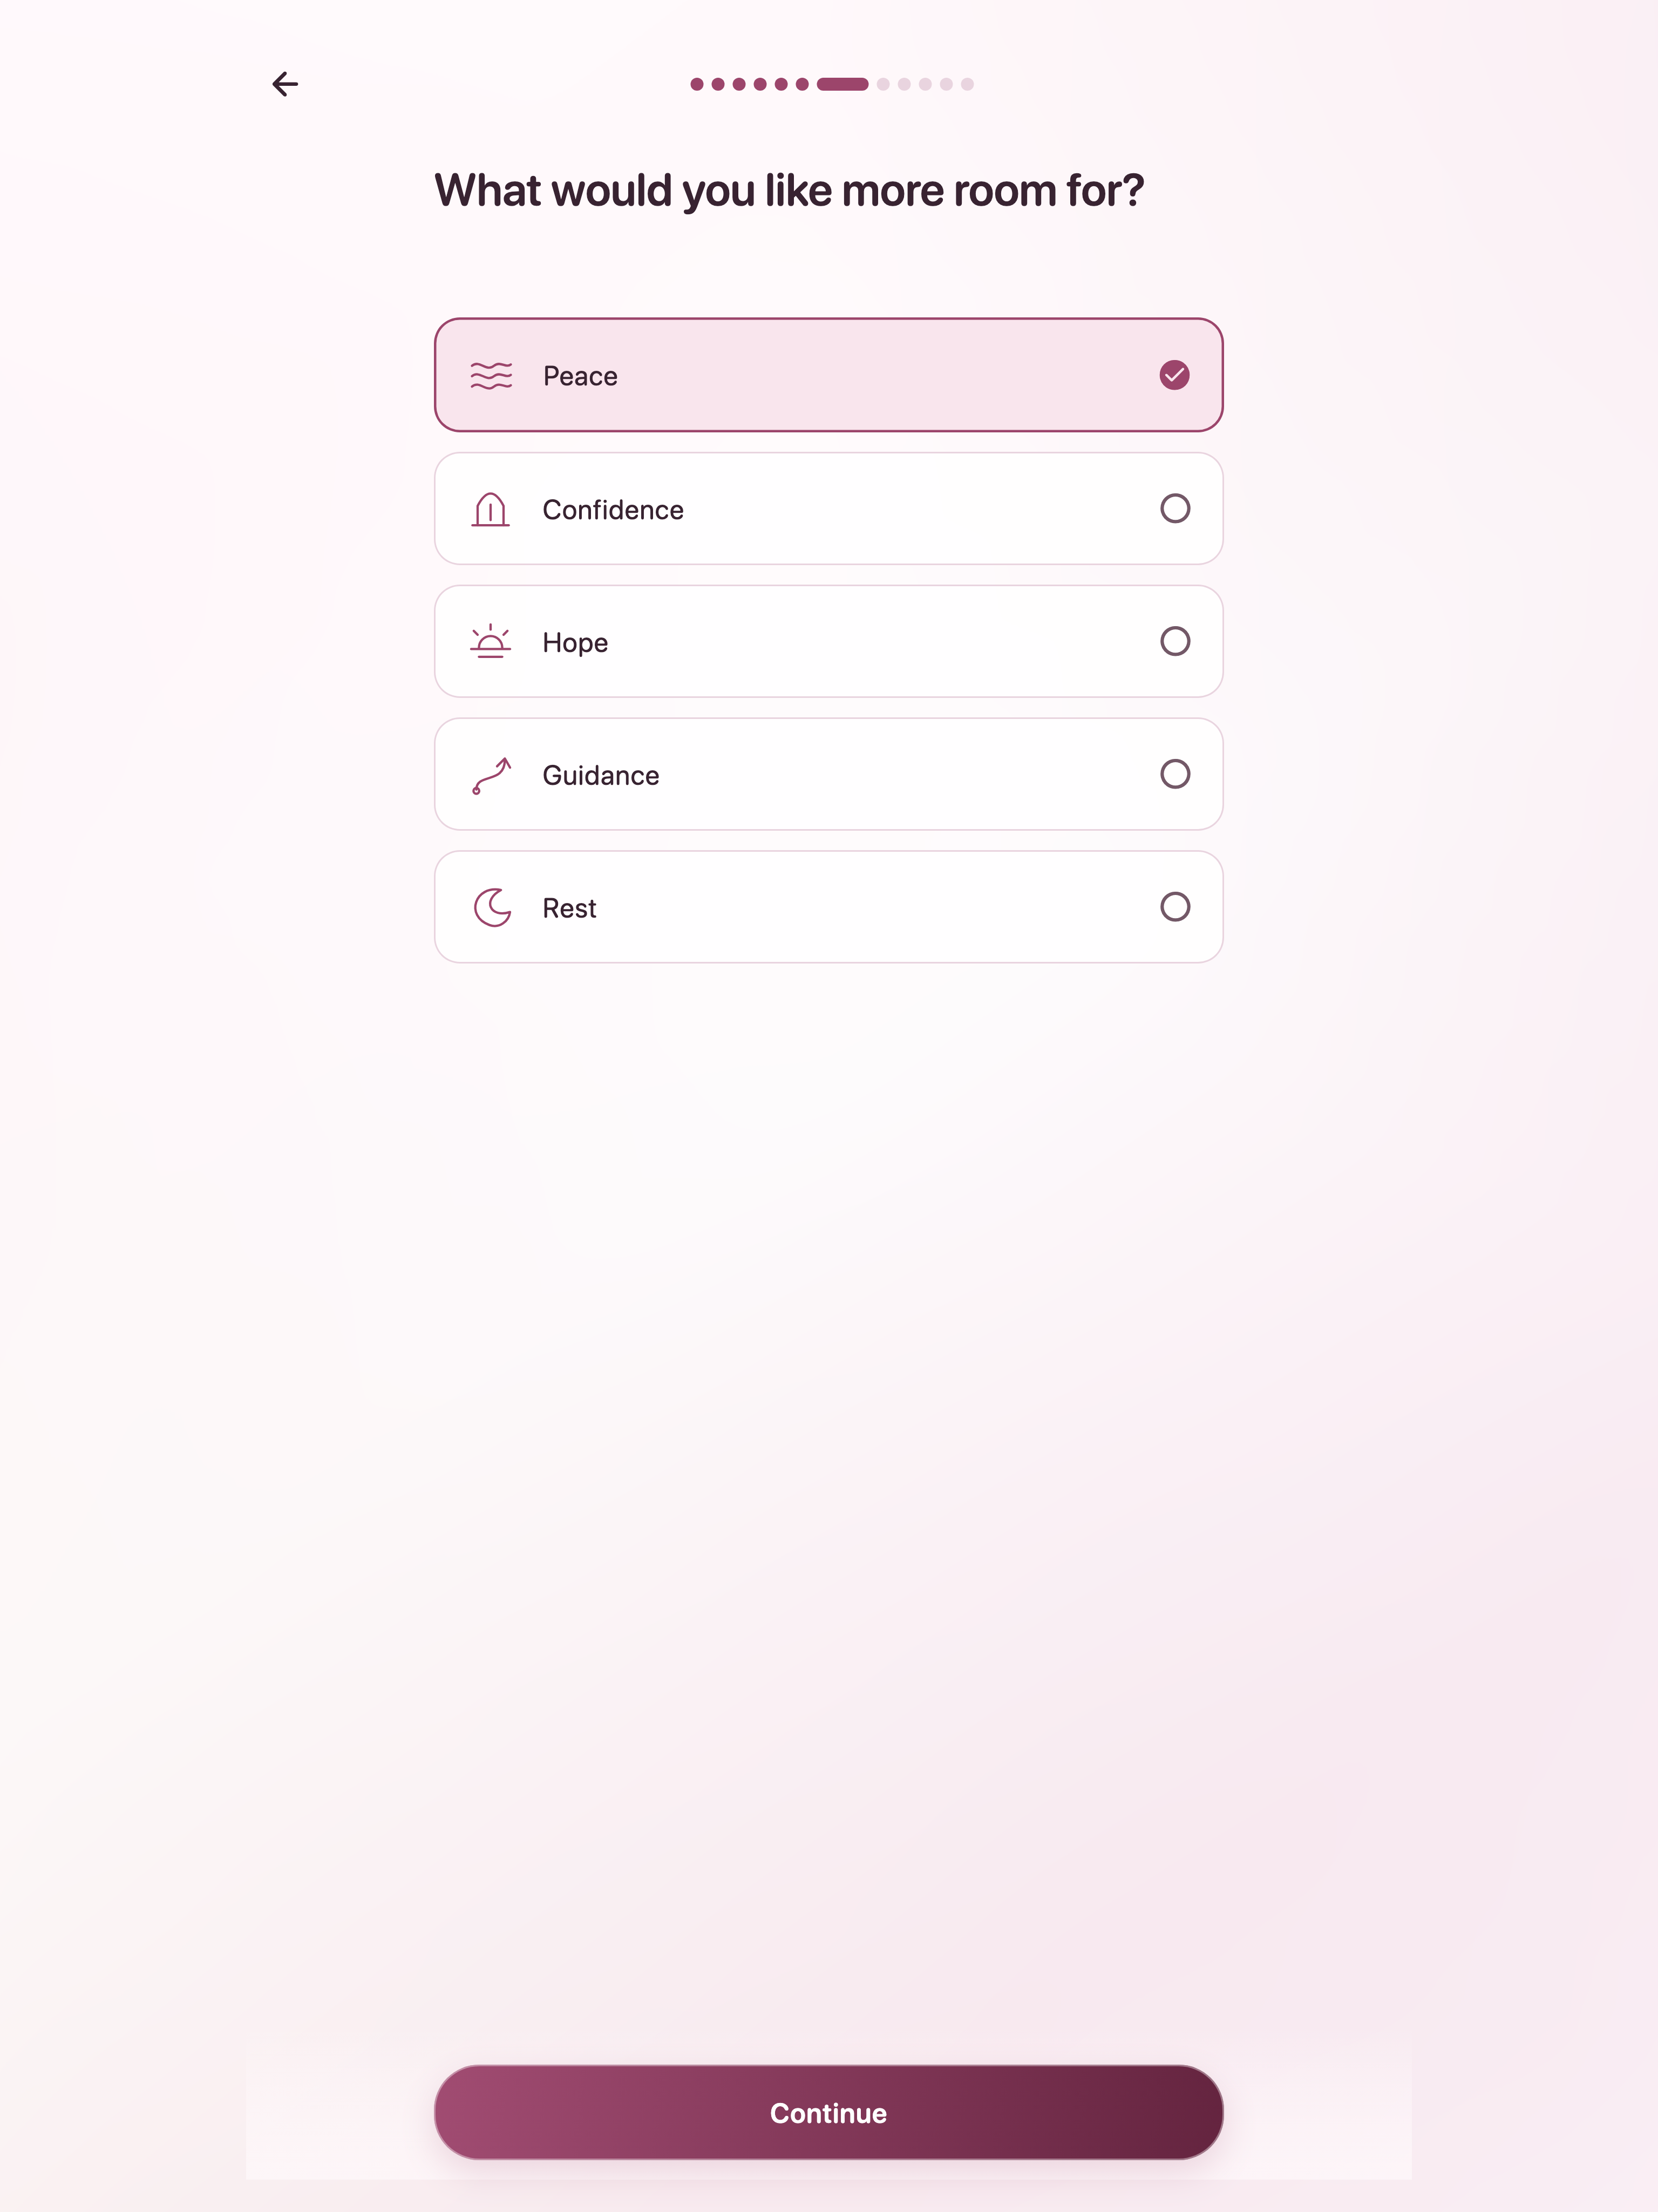 What would you like more room for?
Peace
Confidence
Hope
Guidance
Rest
Continue